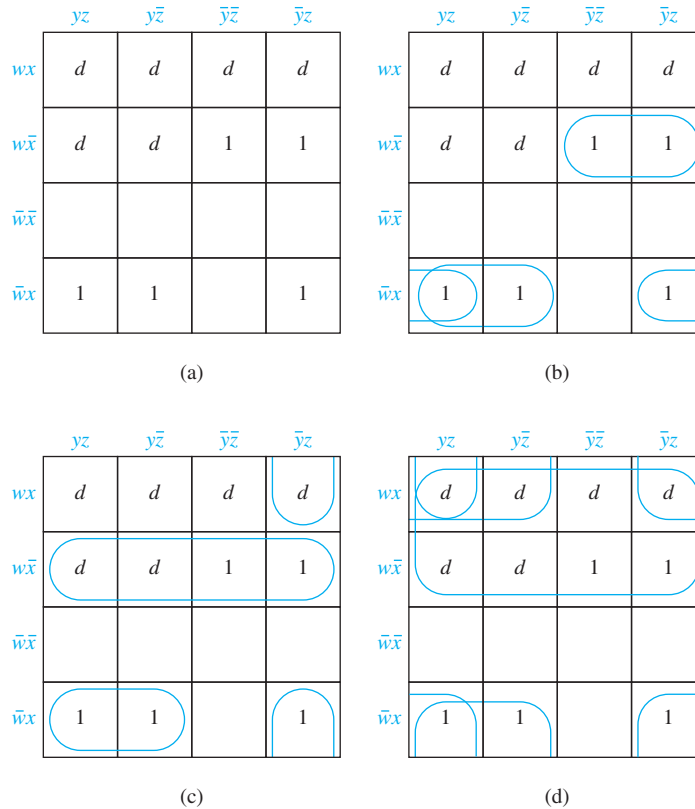 yz yz̄ ȳz̄ ȳz yz yz̄ ȳz̄ ȳz
wx d d d d wx d d d d
wx̄ d d 1 1 wx̄ d d 1 1
w̄x̄ w̄x̄
w̄x 1 1 1 w̄x 1 1 1
(a) (b)
yz yz̄ ȳz̄ ȳz yz yz̄ ȳz̄ ȳz
wx d d d d wx d d d d
wx̄ d d 1 1 wx̄ d d 1 1
w̄x̄ w̄x̄
w̄x 1 1 1 w̄x 1 1 1
(c) (d)